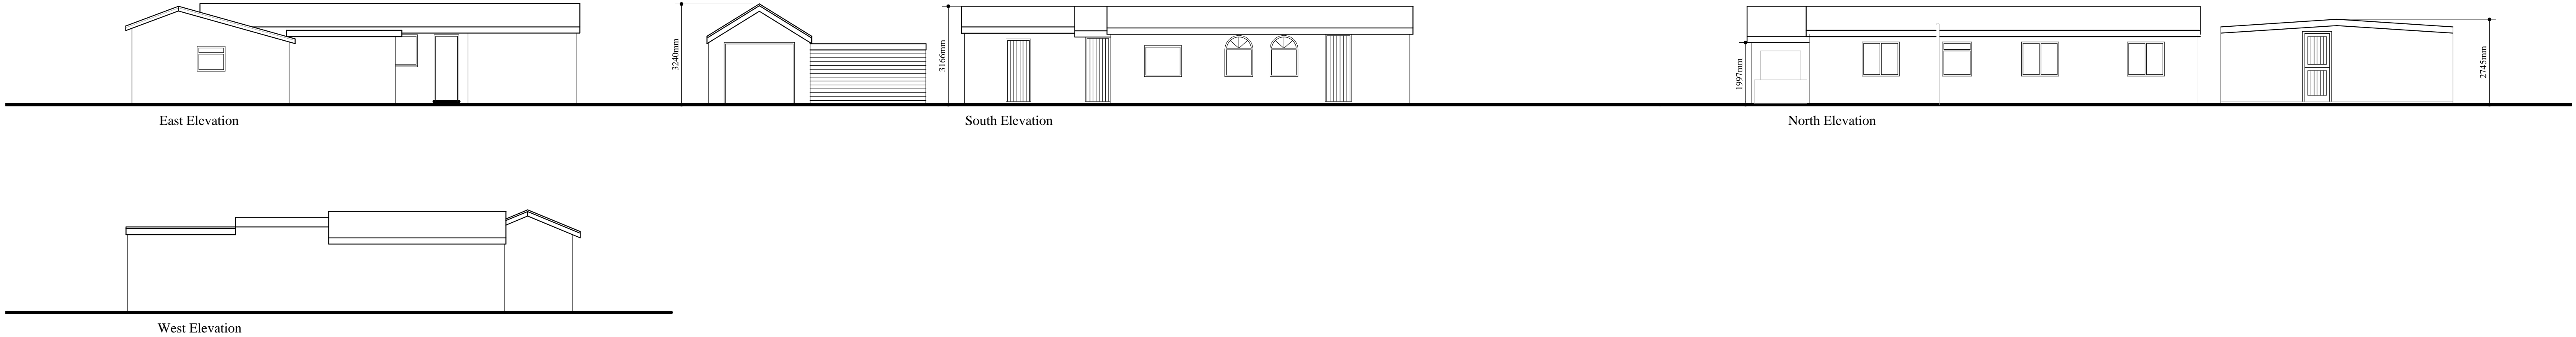 3240mm
3166mm
1997mm
2745mm
East Elevation
South Elevation
North Elevation
West Elevation